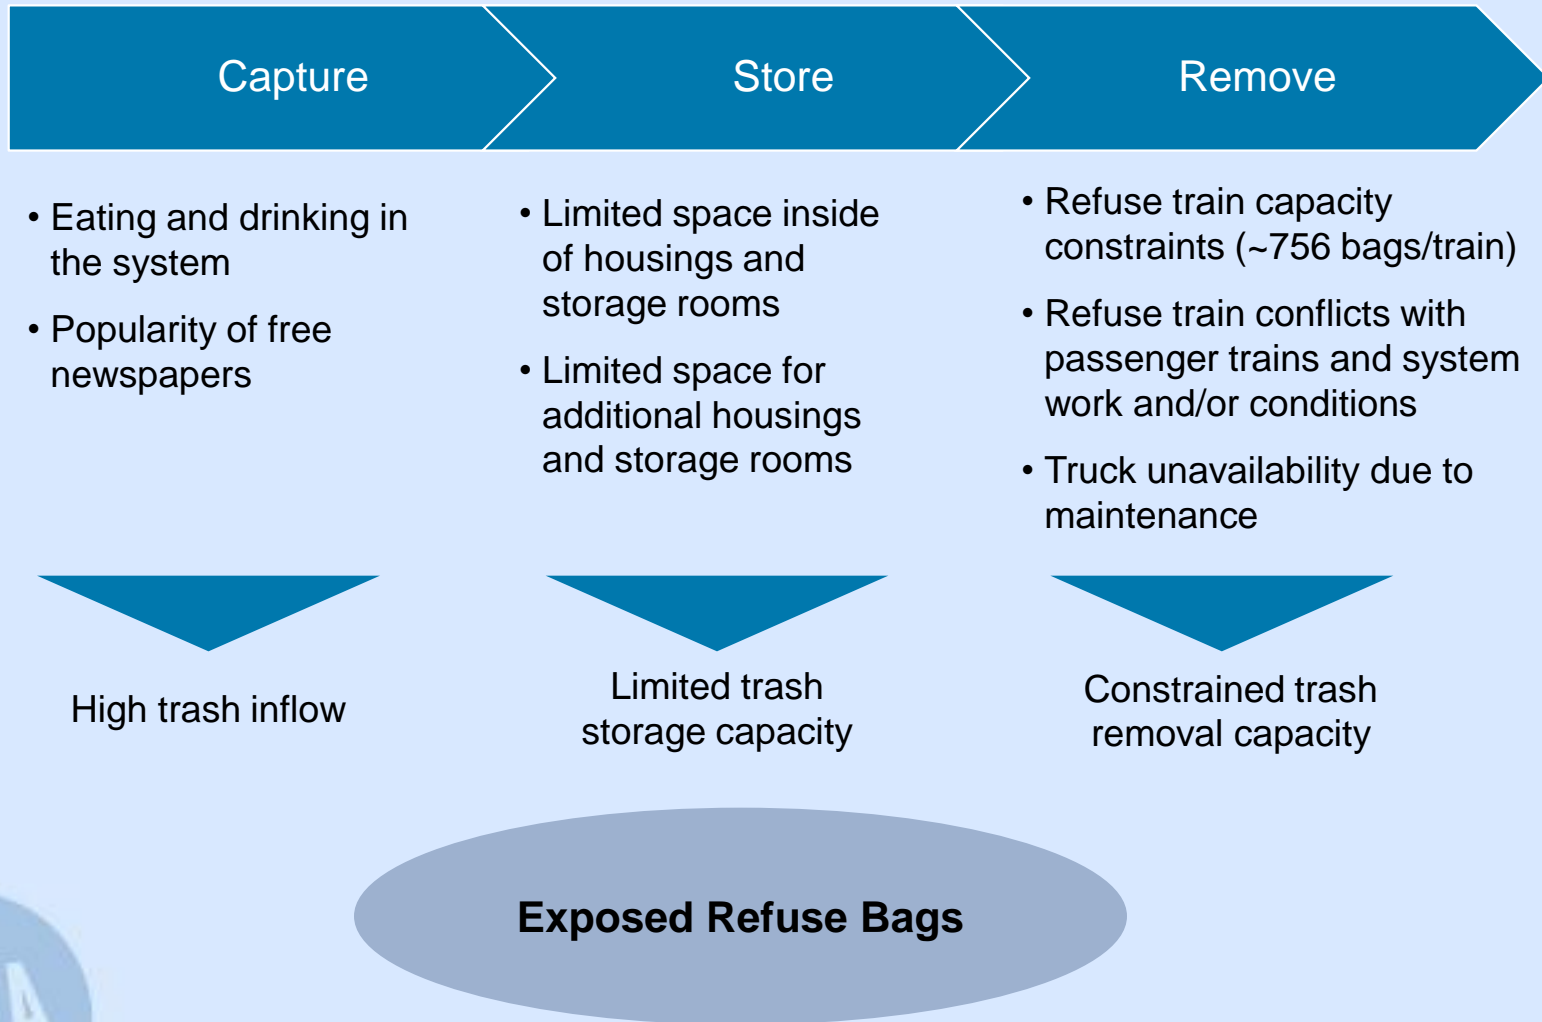 Capture
Store
Remove
• Eating and drinking in
the system
• Popularity of free
newspapers
• Limited space inside
of housings and
storage rooms
• Limited space for
additional housings
and storage rooms
• Refuse train capacity
constraints (~756 bags/train)
• Refuse train conflicts with
passenger trains and system
work and/or conditions
• Truck unavailability due to
maintenance
High trash inflow
Limited trash
storage capacity
Constrained trash
removal capacity
Exposed Refuse Bags